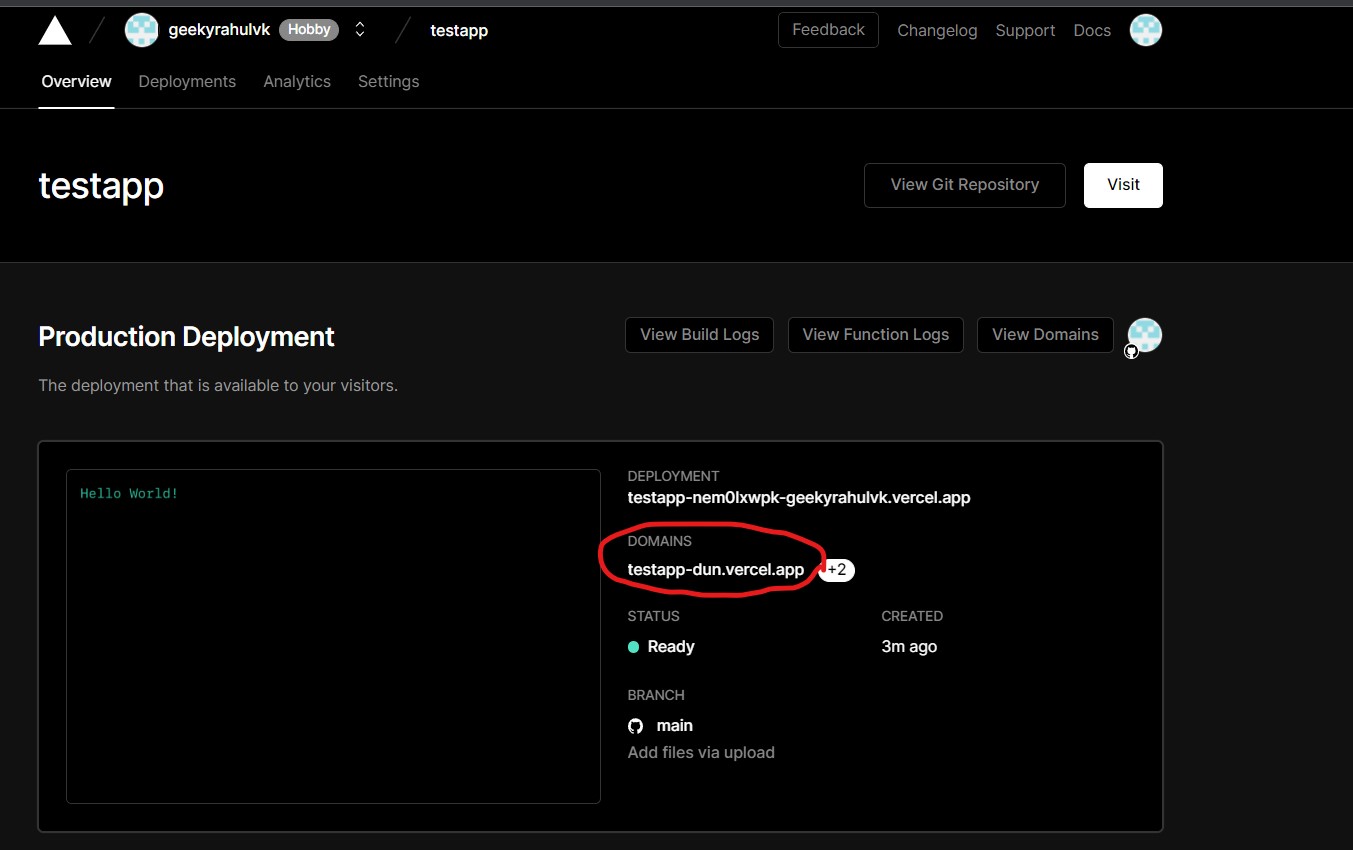 geekyrahulvk Hobby testapp Feedback Changelog Support Docs
Overview Deployments Analytics Settings
testapp View Git Repository Visit
Production Deployment View Build Logs View Function Logs View Domains
The deployment that is available to your visitors.
Hello World!
DEPLOYMENT
testapp-nem0lxwpk-geekyrahulvk.vercel.app
DOMAINS
testapp-dun.vercel.app +2
STATUS CREATED
Ready 3m ago
BRANCH
main
Add files via upload